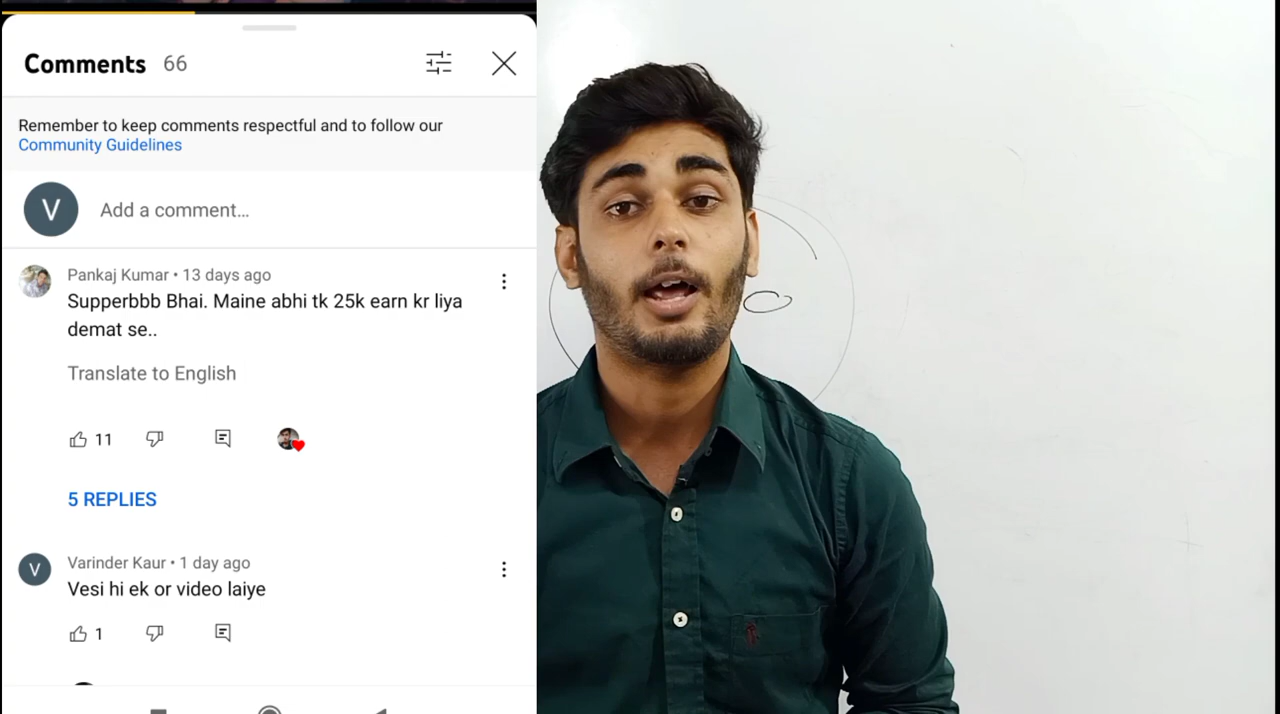 Comments 66
Remember to keep comments respectful and to follow our
Community Guidelines
V Add a comment…
Pankaj Kumar • 13 days ago
Supperbbb Bhai. Maine abhi tk 25k earn kr liya
demat se..
Translate to English
11
5 REPLIES
V Varinder Kaur • 1 day ago
Vesi hi ek or video laiye
1